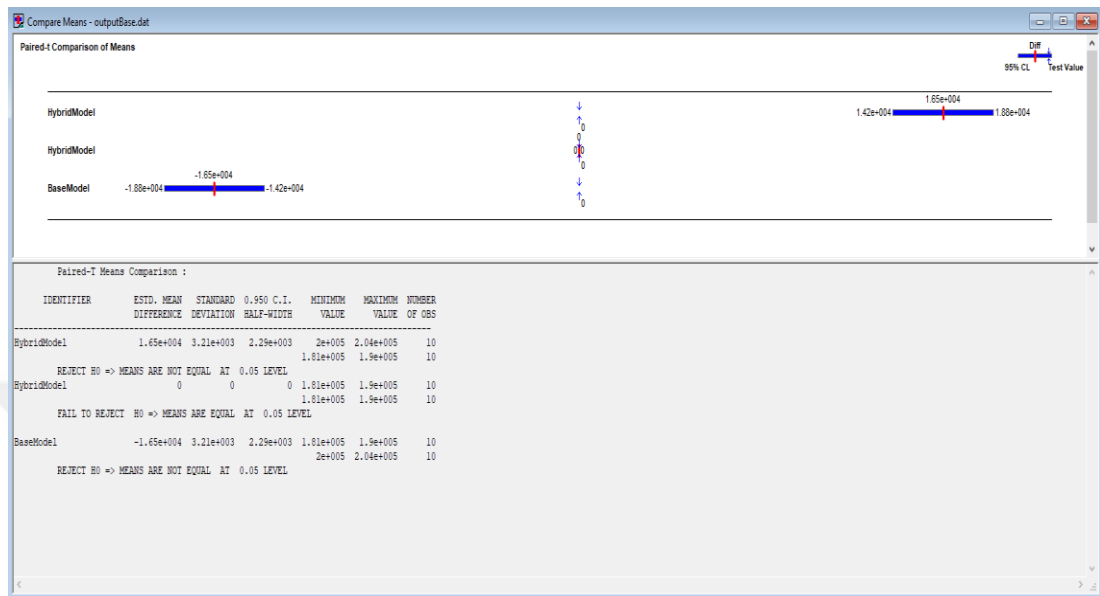 Compare Means - outputBase.dat
Paired-t Comparison of Means
Diff
95% CL Test Value
1.65e+004
HybridModel 0 1.42e+004 1.88e+004
0
HybridModel 0 0
0
-1.65e+004
BaseModel -1.88e+004 -1.42e+004
0
Paired-T Means Comparison :
IDENTIFIER ESTD. MEAN STANDARD 0.950 C.I. MINIMUM MAXIMUM NUMBER
DIFFERENCE DEVIATION HALF-WIDTH VALUE VALUE OF OBS
HybridModel 1.65e+004 3.21e+003 2.29e+003 2e+005 2.04e+005 10
1.81e+005 1.9e+005 10
REJECT H0 => MEANS ARE NOT EQUAL AT 0.05 LEVEL
HybridModel 0 0 0 1.81e+005 1.9e+005 10
1.81e+005 1.9e+005 10
FAIL TO REJECT H0 => MEANS ARE EQUAL AT 0.05 LEVEL
BaseModel -1.65e+004 3.21e+003 2.29e+003 1.81e+005 1.9e+005 10
2e+005 2.04e+005 10
REJECT H0 => MEANS ARE NOT EQUAL AT 0.05 LEVEL